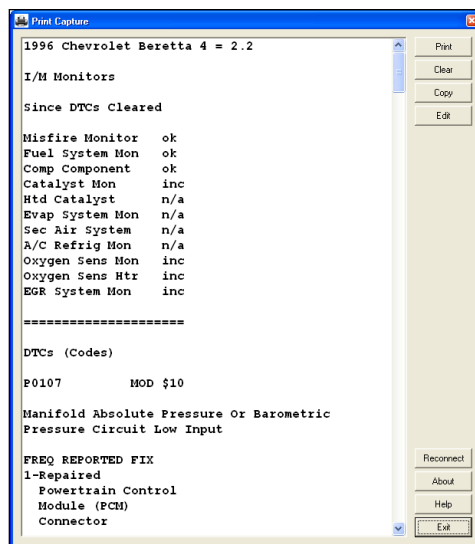 Print Capture
1996 Chevrolet Beretta 4 = 2.2
I/M Monitors
Since DTCs Cleared
Misfire Monitor ok
Fuel System Mon ok
Comp Component ok
Catalyst Mon inc
Htd Catalyst n/a
Evap System Mon n/a
Sec Air System n/a
A/C Refrig Mon n/a
Oxygen Sens Mon inc
Oxygen Sens Htr inc
EGR System Mon inc
=====================
DTCs (Codes)
P0107 MOD $10
Manifold Absolute Pressure Or Barometric
Pressure Circuit Low Input
FREQ REPORTED FIX
1-Repaired
Powertrain Control
Module (PCM)
Connector
Print
Clear
Copy
Edit
Reconnect
About
Help
Exit